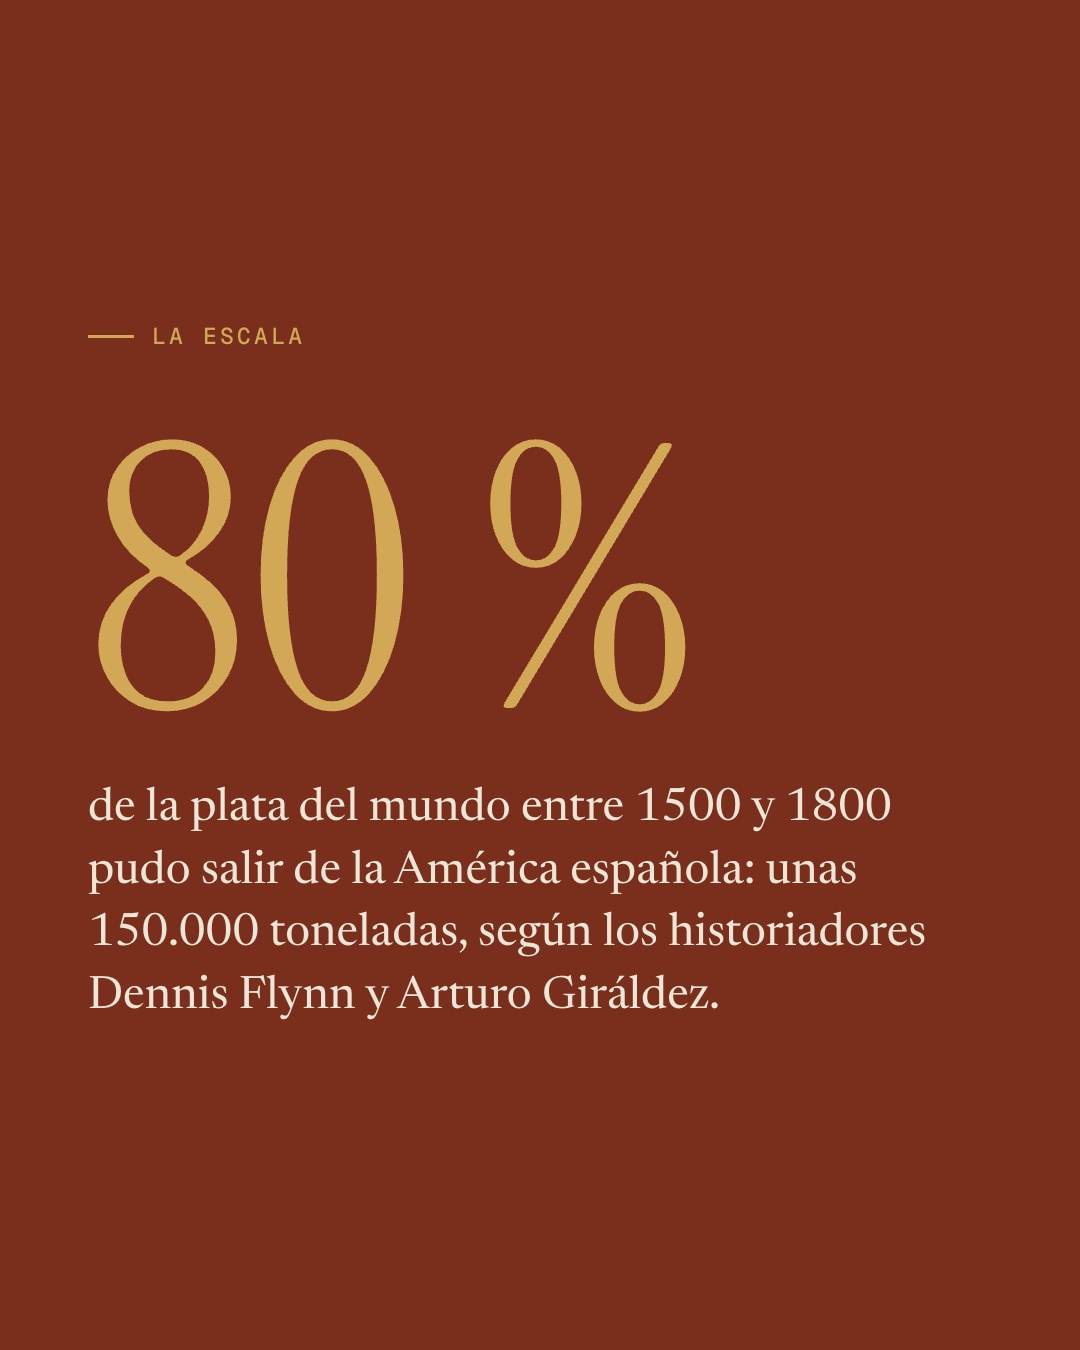 LA ESCALA
80 %
de la plata del mundo entre 1500 y 1800
pudo salir de la América española: unas
150.000 toneladas, según los historiadores
Dennis Flynn y Arturo Giráldez.